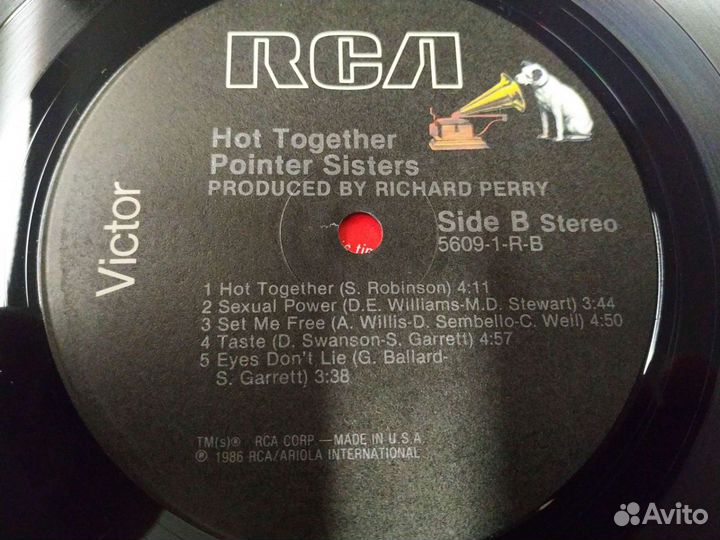 RCA
Victor
Hot Together
Pointer Sisters
PRODUCED BY RICHARD PERRY
Side B Stereo
5609-1-R-B
1 Hot Together (S. Robinson) 4:11
2 Sexual Power (D.E. Williams-M.D. Stewart) 3:44
3 Set Me Free (A. Willis-D. Sembello-C. Weil) 4:50
4 Taste (D. Swanson-S. Garrett) 4:57
5 Eyes Don't Lie (G. Ballard-
S. Garrett) 3:38
TM(s)® RCA CORP.—MADE IN U.S.A.
℗ 1986 RCA/ARIOLA INTERNATIONAL
Avito